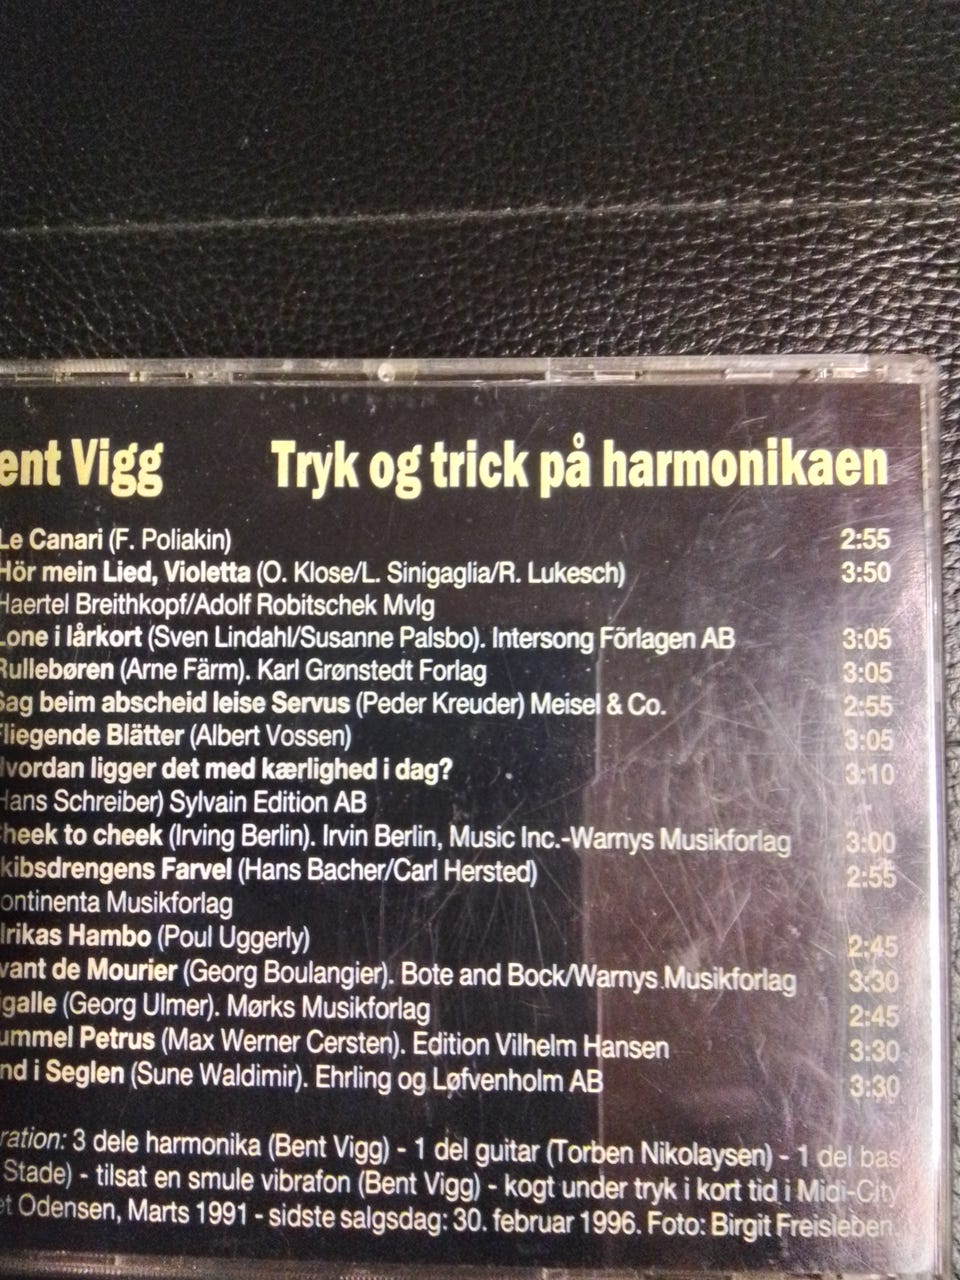 ent Vigg Tryk og trick på harmonikaen
Le Canari (F. Poliakin) 2:55
Hör mein Lied, Violetta (O. Klose/L. Sinigaglia/R. Lukesch) 3:50
Haertel Breithkopf/Adolf Robitschek Mvlg
Lone i lårkort (Sven Lindahl/Susanne Palsbo). Intersong Förlagen AB 3:05
Rullebøren (Arne Färm). Karl Grønstedt Forlag 3:05
Sag beim abscheid leise Servus (Peder Kreuder) Meisel & Co. 2:55
Fliegende Blätter (Albert Vossen) 3:05
Hvordan ligger det med kærlighed i dag? 3:10
Hans Schreiber) Sylvain Edition AB
heek to cheek (Irving Berlin). Irvin Berlin, Music Inc.-Warnys Musikforlag 3:00
kibsdrengens Farvel (Hans Bacher/Carl Hersted) 2:55
ontinenta Musikforlag
lrikas Hambo (Poul Uggerly) 2:45
vant de Mourier (Georg Boulangier). Bote and Bock/Warnys Musikforlag 3:30
igalle (Georg Ulmer). Mørks Musikforlag 2:45
ummel Petrus (Max Werner Cersten). Edition Vilhelm Hansen 3:30
nd i Seglen (Sune Waldimir). Ehrling og Løfvenholm AB 3:30
ration: 3 dele harmonika (Bent Vigg) - 1 del guitar (Torben Nikolaysen) - 1 del bas
Stade) - tilsat en smule vibrafon (Bent Vigg) - kogt under tryk i kort tid i Midi-City
et Odensen, Marts 1991 - sidste salgsdag: 30. februar 1996. Foto: Birgit Freisleben.